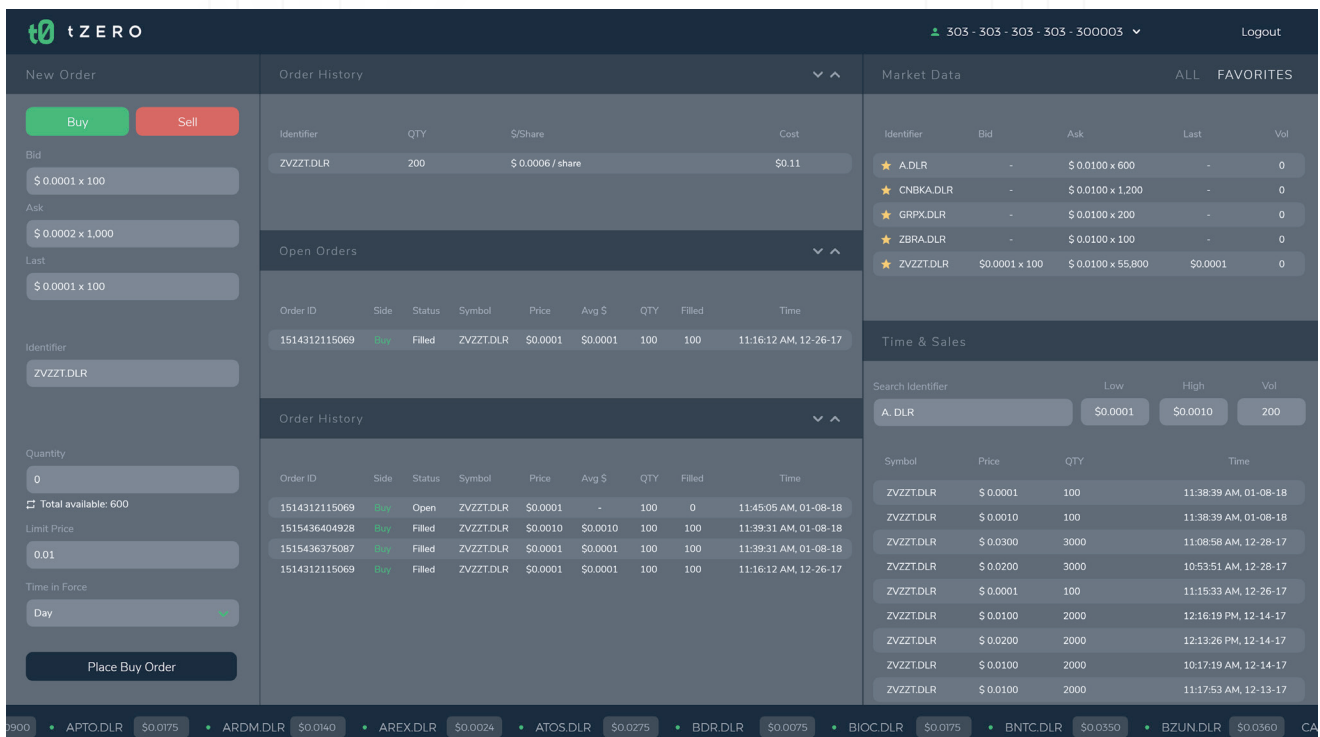 t0 tZERO
303 - 303 - 303 - 303 - 300003
Logout
New Order
Buy Sell
Bid
$ 0.0001 x 100
Ask
$ 0.0002 x 1,000
Last
$ 0.0001 x 100
Identifier
ZVZZT.DLR
Quantity
0
Total available: 600
Limit Price
0.01
Time in Force
Day
Place Buy Order
Order History
Identifier QTY $/Share Cost
ZVZZT.DLR 200 $ 0.0006 / share $0.11
Open Orders
Order ID Side Status Symbol Price Avg $ QTY Filled Time
1514312115069 Buy Filled ZVZZT.DLR $0.0001 $0.0001 100 100 11:16:12 AM, 12-26-17
Order History
Order ID Side Status Symbol Price Avg $ QTY Filled Time
1514312115069 Buy Open ZVZZT.DLR $0.0001 - 100 0 11:45:05 AM, 01-08-18
1515436404928 Buy Filled ZVZZT.DLR $0.0010 $0.0010 100 100 11:39:31 AM, 01-08-18
1515436375087 Buy Filled ZVZZT.DLR $0.0001 $0.0001 100 100 11:39:31 AM, 01-08-18
1514312115069 Buy Filled ZVZZT.DLR $0.0001 $0.0001 100 100 11:16:12 AM, 12-26-17
Market Data ALL FAVORITES
Identifier Bid Ask Last Vol
A.DLR - $ 0.0100 x 600 - 0
CNBKA.DLR - $ 0.0100 x 1,200 - 0
GRPX.DLR - $ 0.0100 x 200 - 0
ZBRA.DLR - $ 0.0100 x 100 - 0
ZVZZT.DLR $0.0001 x 100 $ 0.0100 x 55,800 $0.0001 0
Time & Sales
Search Identifier Low High Vol
A. DLR $0.0001 $0.0010 200
Symbol Price QTY Time
ZVZZT.DLR $ 0.0001 100 11:38:39 AM, 01-08-18
ZVZZT.DLR $ 0.0010 100 11:38:39 AM, 01-08-18
ZVZZT.DLR $ 0.0300 3000 11:08:58 AM, 12-28-17
ZVZZT.DLR $ 0.0200 3000 10:53:51 AM, 12-28-17
ZVZZT.DLR $ 0.0001 100 11:15:33 AM, 12-26-17
ZVZZT.DLR $ 0.0100 2000 12:16:19 PM, 12-14-17
ZVZZT.DLR $ 0.0200 2000 12:13:26 PM, 12-14-17
ZVZZT.DLR $ 0.0100 2000 10:17:19 AM, 12-14-17
ZVZZT.DLR $ 0.0100 2000 11:17:53 AM, 12-13-17
0900 • APTO.DLR $0.0175 • ARDM.DLR $0.0140 • AREX.DLR $0.0024 • ATOS.DLR $0.0275 • BDR.DLR $0.0075 • BIOC.DLR $0.0175 • BNTC.DLR $0.0350 • BZUN.DLR $0.0360 CA